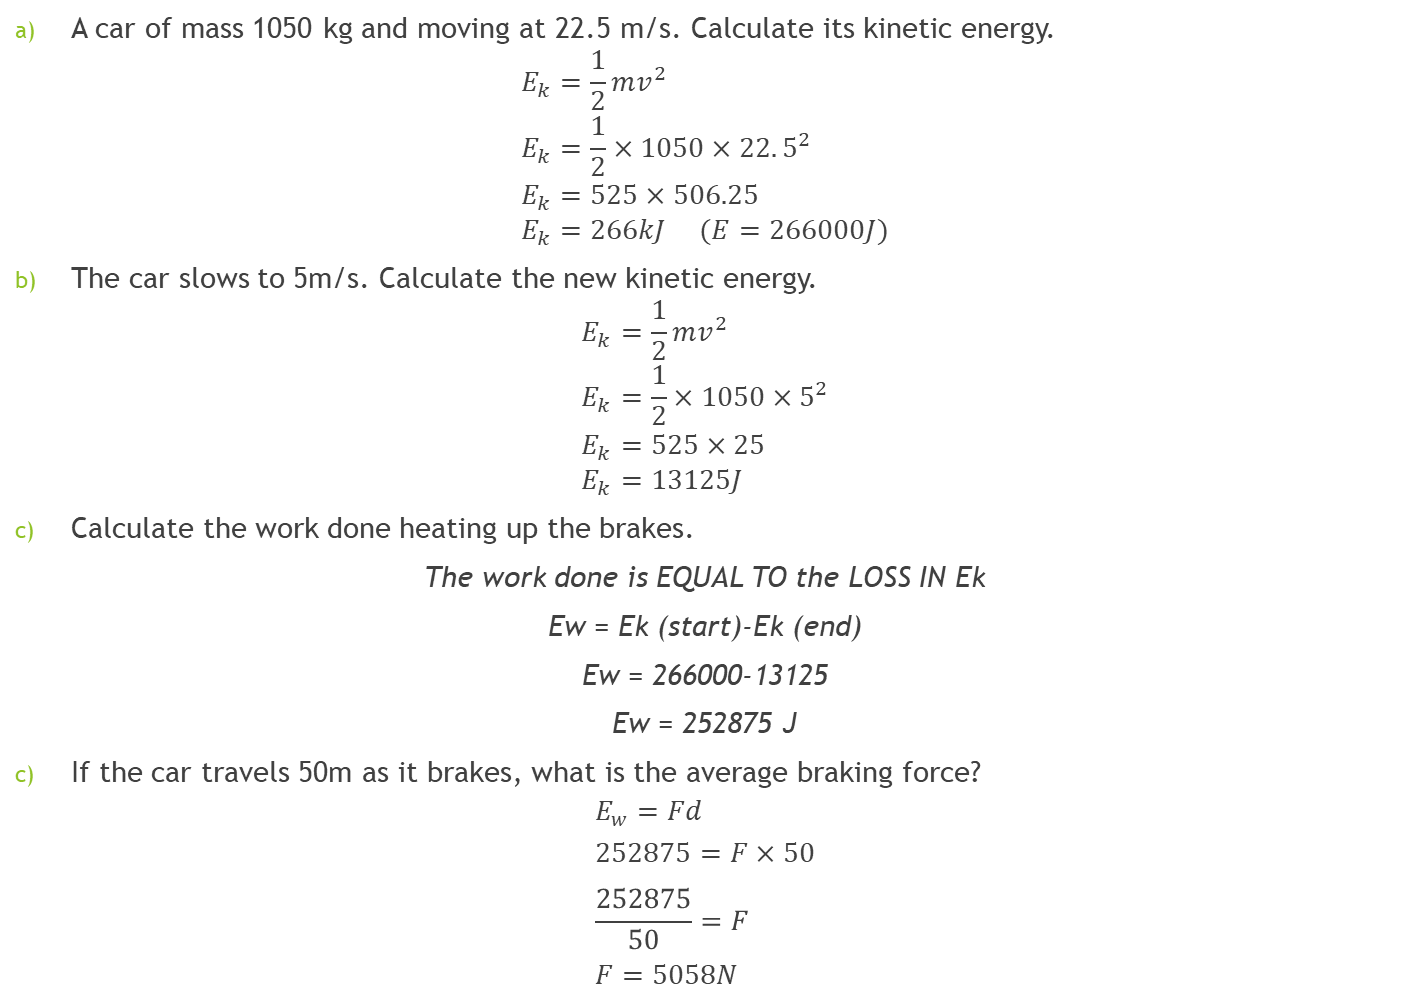 a) A car of mass 1050 kg and moving at 22.5 m/s. Calculate its kinetic energy.
E_k = 1/2 mv²
E_k = 1/2 × 1050 × 22.5²
E_k = 525 × 506.25
E_k = 266kJ (E = 266000J)
b) The car slows to 5m/s. Calculate the new kinetic energy.
E_k = 1/2 mv²
E_k = 1/2 × 1050 × 5²
E_k = 525 × 25
E_k = 13125J
c) Calculate the work done heating up the brakes.
The work done is EQUAL TO the LOSS IN Ek
Ew = Ek (start)-Ek (end)
Ew = 266000-13125
Ew = 252875 J
c) If the car travels 50m as it brakes, what is the average braking force?
E_w = Fd
252875 = F × 50
252875/50 = F
F = 5058N